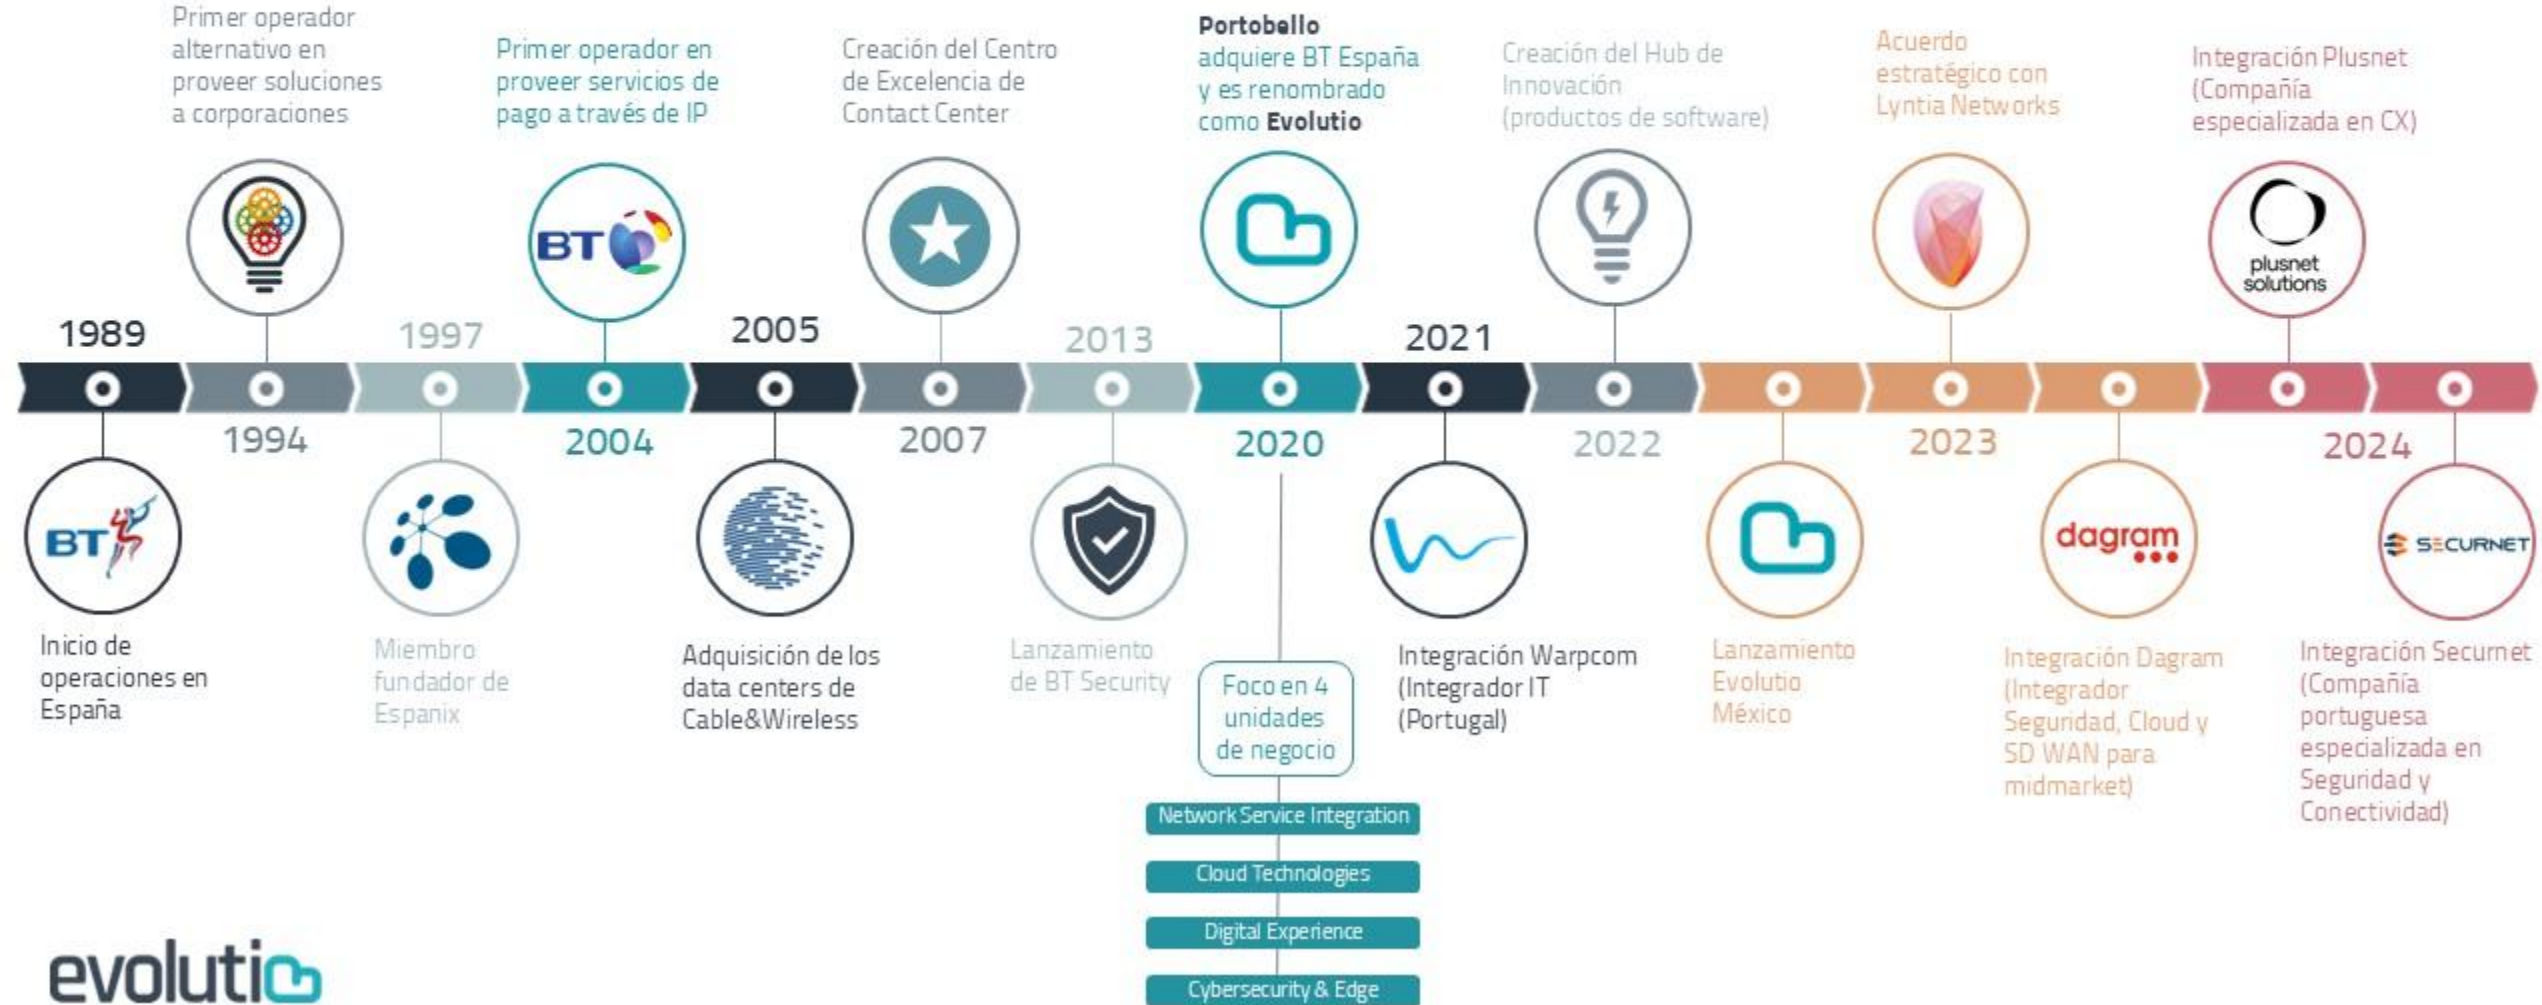 Primer operador
alternativo en
proveer soluciones
a corporaciones
Primer operador en
proveer servicios de
pago a través de IP
Creación del Centro
de Excelencia de
Contact Center
Portobello
adquiere BT España
y es renombrado
como Evolutio
Creación del Hub de
Innovación
(productos de software)
Acuerdo
estratégico con
Lyntia Networks
Integración Plusnet
(Compañía
especializada en CX)
BT
plusnet
solutions
1989
1997
2005
2013
2021
1994
2004
2007
2020
2022
2023
2024
BT
dagram
SECURNET
Inicio de
operaciones en
España
Miembro
fundador de
Espanix
Adquisición de los
data centers de
Cable&Wireless
Lanzamiento
de BT Security
Foco en 4
unidades
de negocio
Integración Warpcom
(Integrador IT
(Portugal)
Lanzamiento
Evolutio
México
Integración Dagram
(Integrador
Seguridad, Cloud y
SD WAN para
midmarket)
Integración Securnet
(Compañía
portuguesa
especializada en
Seguridad y
Conectividad)
Network Service Integration
Cloud Technologies
Digital Experience
Cybersecurity & Edge
evolutio